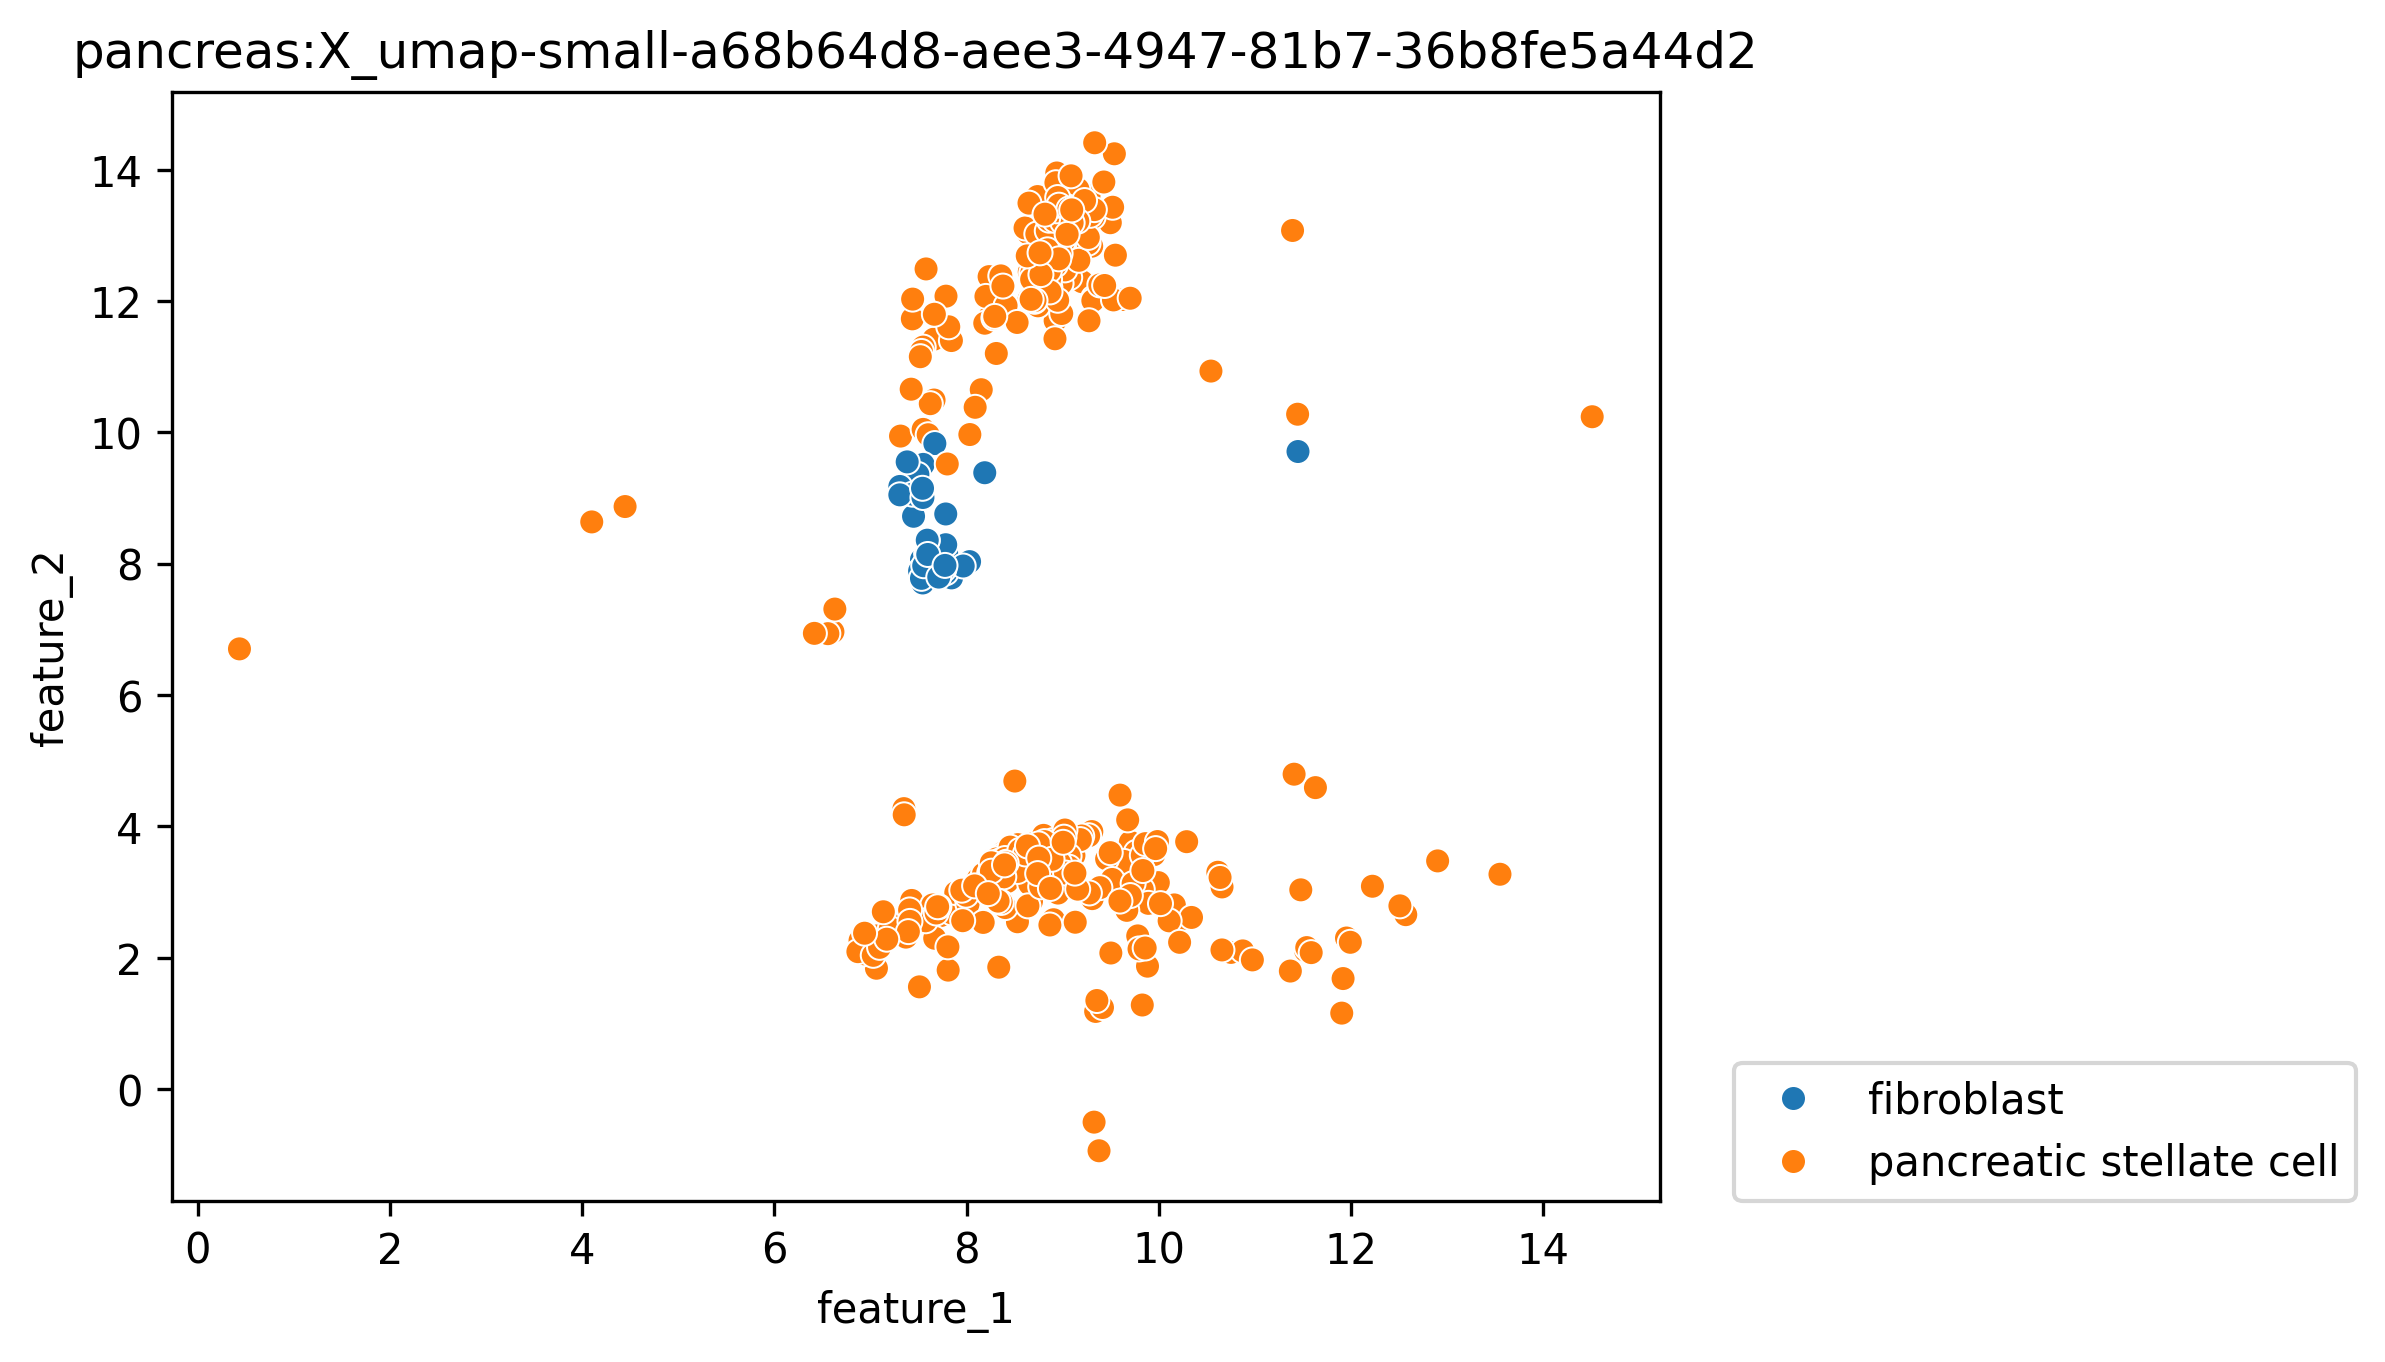 pancreas:X_umap-small-a68b64d8-aee3-4947-81b7-36b8fe5a44d2
14
12
10
8
6
4
2
0
feature_2
0 2 4 6 8 10 12 14
feature_1
fibroblast
pancreatic stellate cell